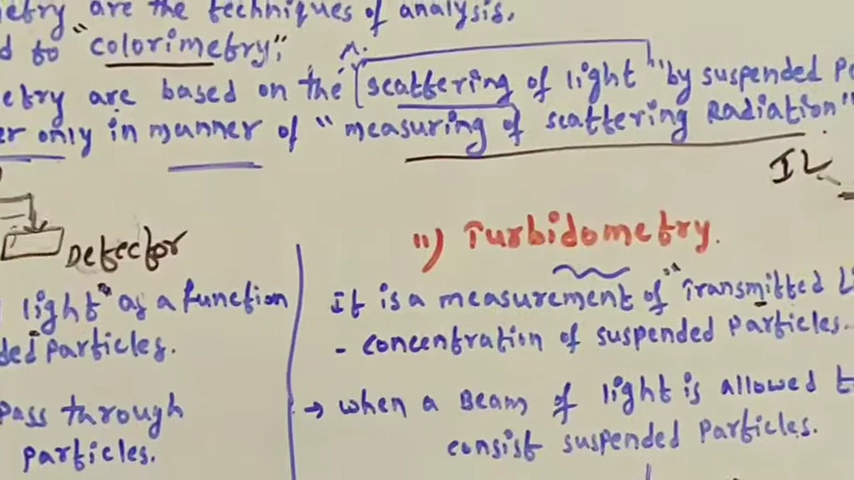 etry are the techniques of analysis.
d to "colorimetry".
etry are based on the "scattering of light" by suspended P
er only in manner of "measuring of scattering Radiation"
IL
Detector
ii) Turbidometry.
light" as a function
ded particles.
Pass through
particles.
It is a measurement of "Transmitted Li
- concentration of suspended particles.
→ when a Beam of light is allowed t
consist suspended particles.